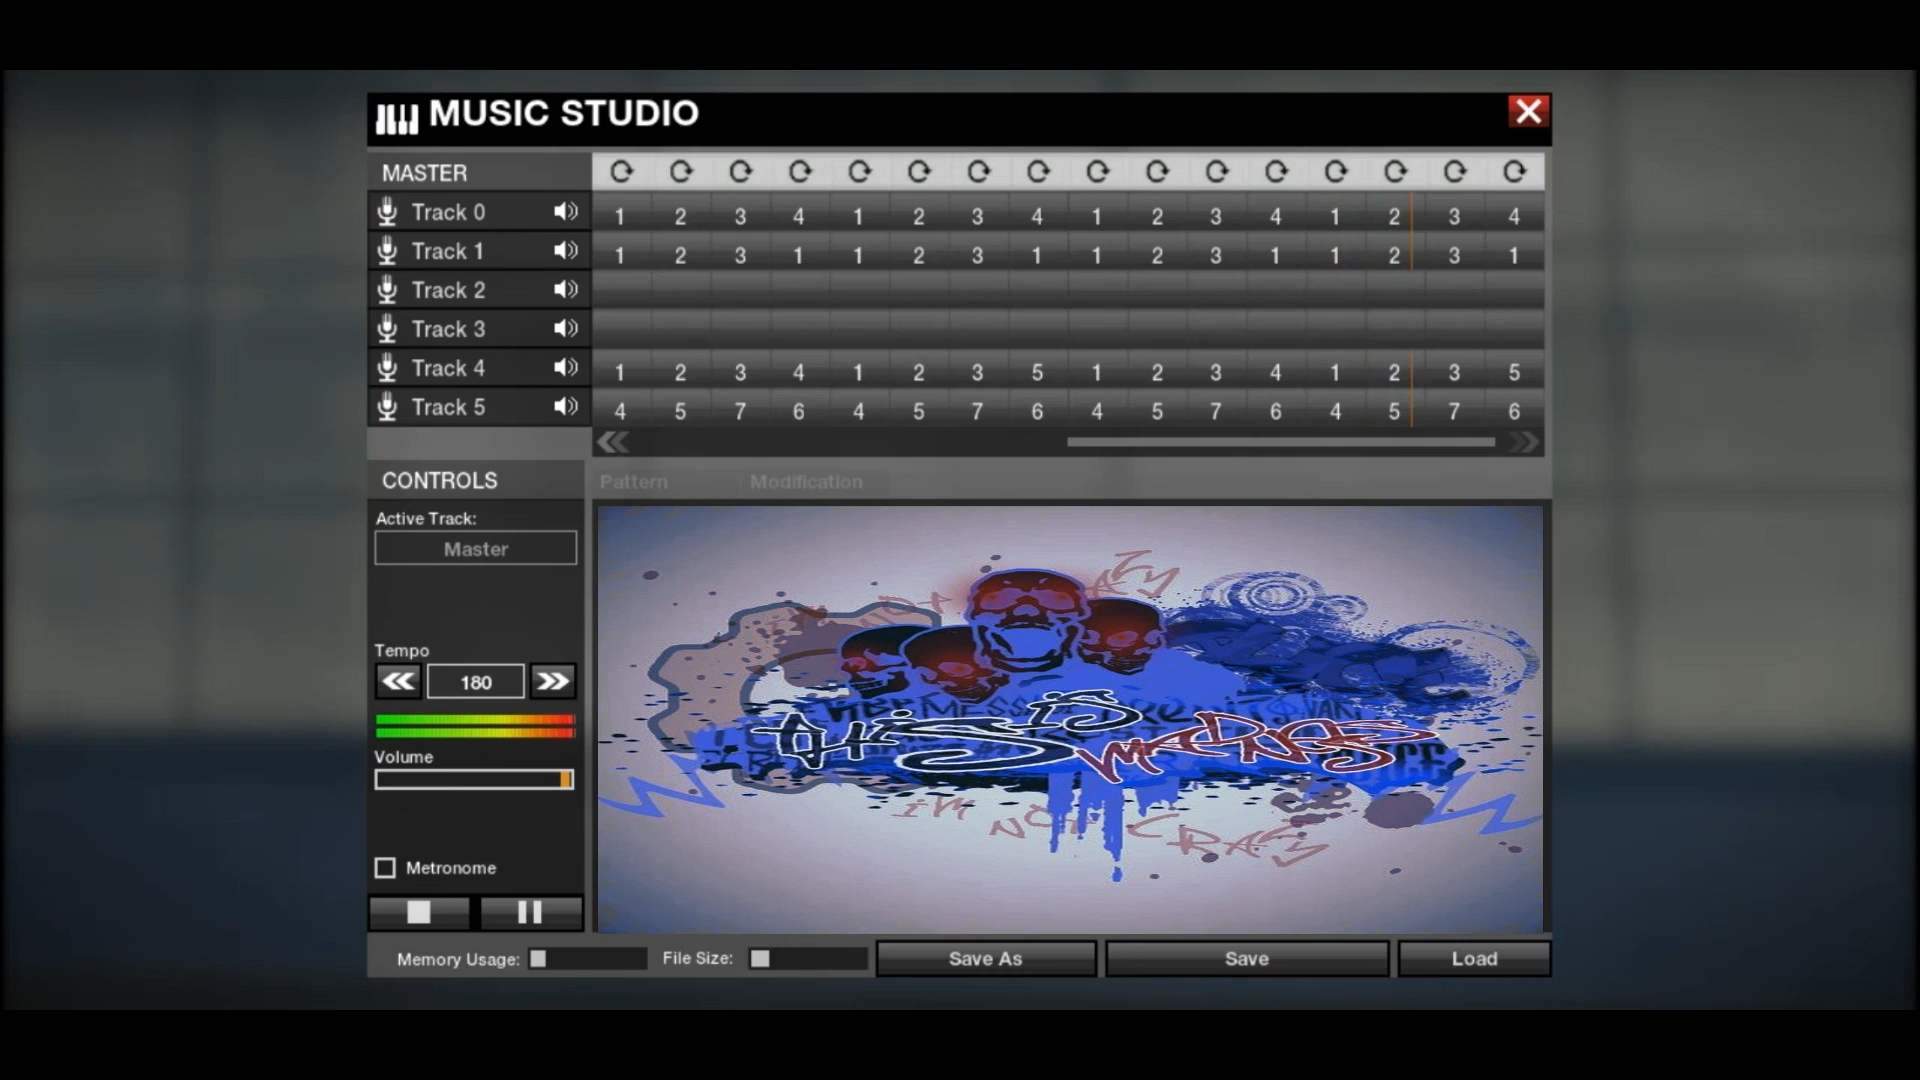 MUSIC STUDIO
MASTER
Track 0 1 2 3 4 1 2 3 4 1 2 3 4 1 2 3 4
Track 1 1 2 3 1 1 2 3 1 1 2 3 1 1 2 3 1
Track 2
Track 3
Track 4 1 2 3 4 1 2 3 5 1 2 3 4 1 2 3 5
Track 5 4 5 7 6 4 5 7 6 4 5 7 6 4 5 7 6
CONTROLS
Pattern Modification
Active Track:
Master
Tempo
180
Volume
Metronome
THIS IS MADNESS
I'M NOT CRAZY
Memory Usage:
File Size:
Save As
Save
Load